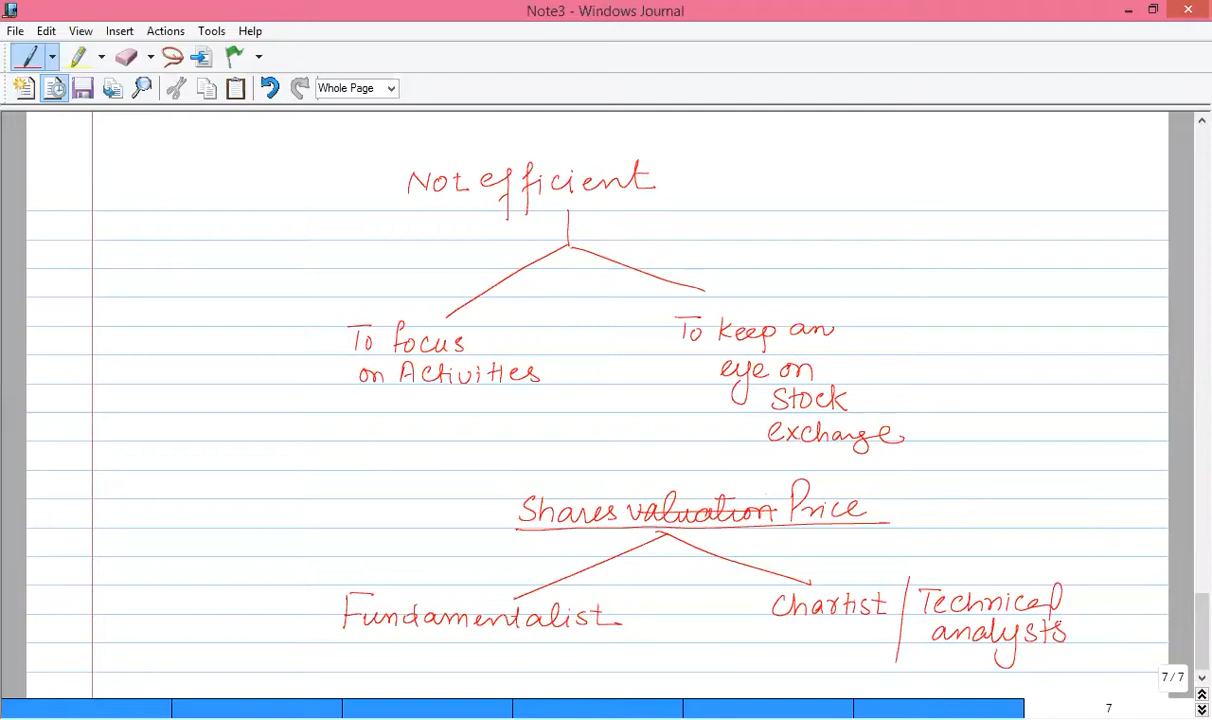 Note3 - Windows Journal
File Edit View Insert Actions Tools Help
Whole Page
Not efficient
To focus
on Activities
To keep an
eye on
Stock
exchange
Shares valuation Price
Fundamentalist
Chartist / Technical
analysts
7/7
7